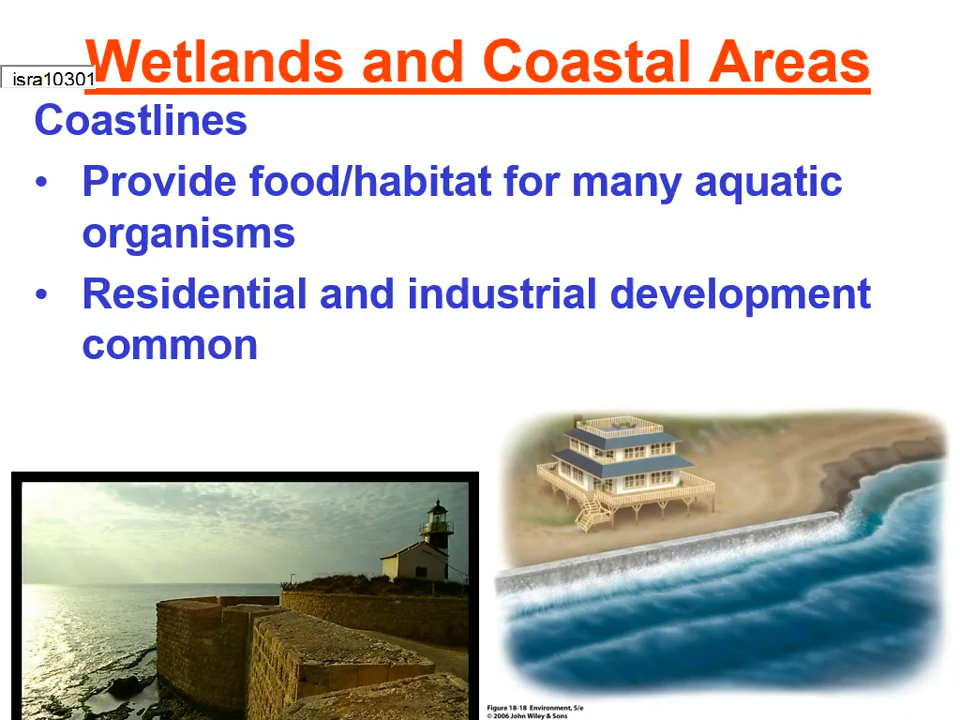 Wetlands and Coastal Areas
isra10301
Coastlines
• Provide food/habitat for many aquatic
organisms
• Residential and industrial development
common
Figure 18-18 Environment, 5/e
© 2006 John Wiley & Sons